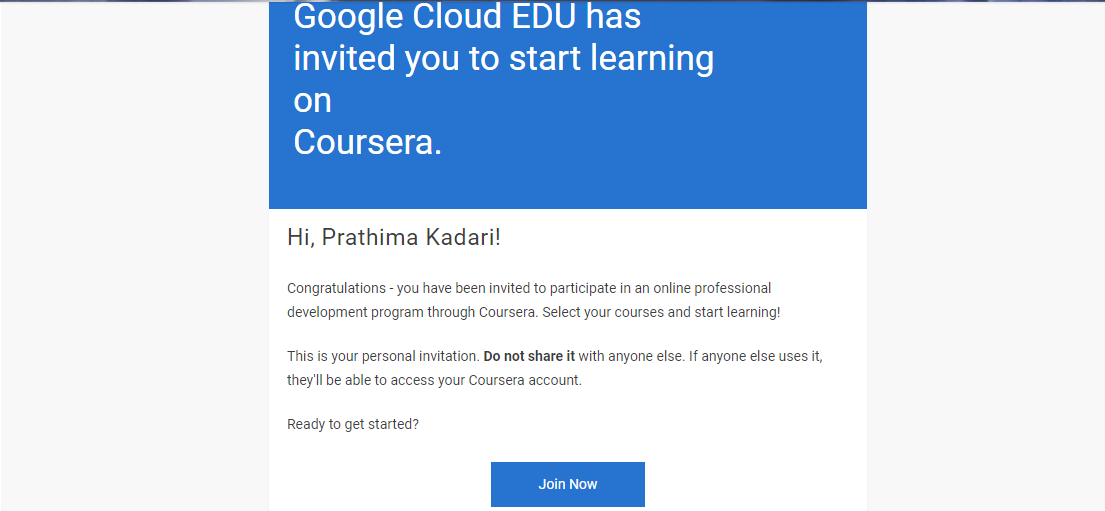 Google Cloud EDU has
invited you to start learning
on
Coursera.
Hi, Prathima Kadari!
Congratulations - you have been invited to participate in an online professional
development program through Coursera. Select your courses and start learning!
This is your personal invitation. Do not share it with anyone else. If anyone else uses it,
they'll be able to access your Coursera account.
Ready to get started?
Join Now